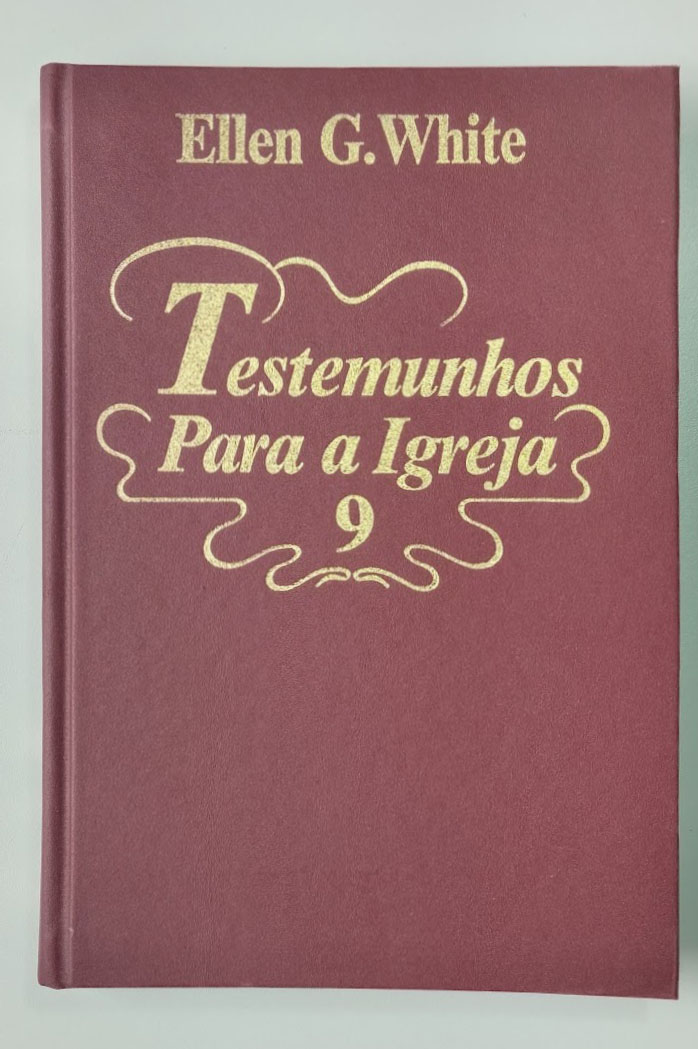 Ellen G. White
Testemunhos
Para a Igreja
9